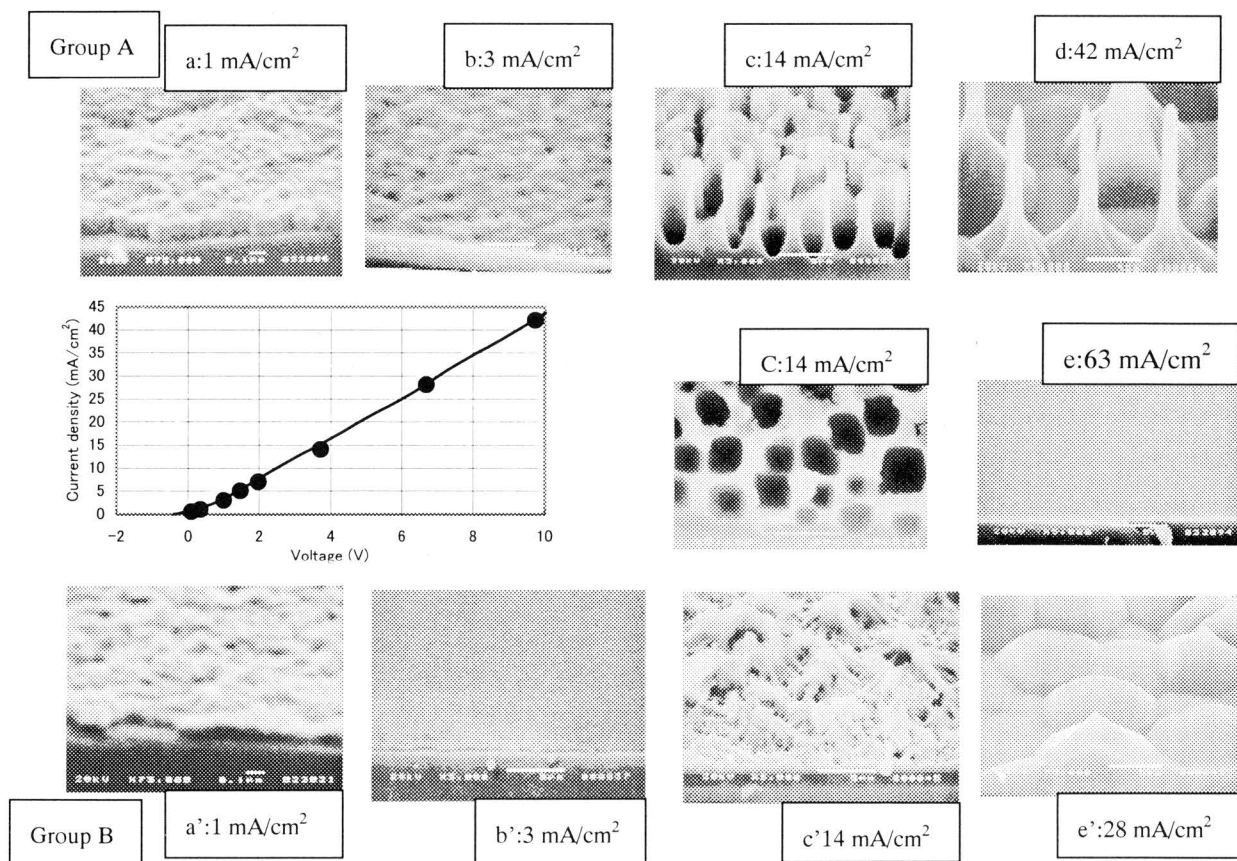 Group A
a:1 mA/cm²
b:3 mA/cm²
c:14 mA/cm²
d:42 mA/cm²
45
40
35
30
25
20
15
10
5
0
Current density (mA/cm²)
-2
0
2
4
6
8
10
Voltage (V)
C:14 mA/cm²
e:63 mA/cm²
20kV
Group B
a':1 mA/cm²
b':3 mA/cm²
c'14 mA/cm²
e':28 mA/cm²